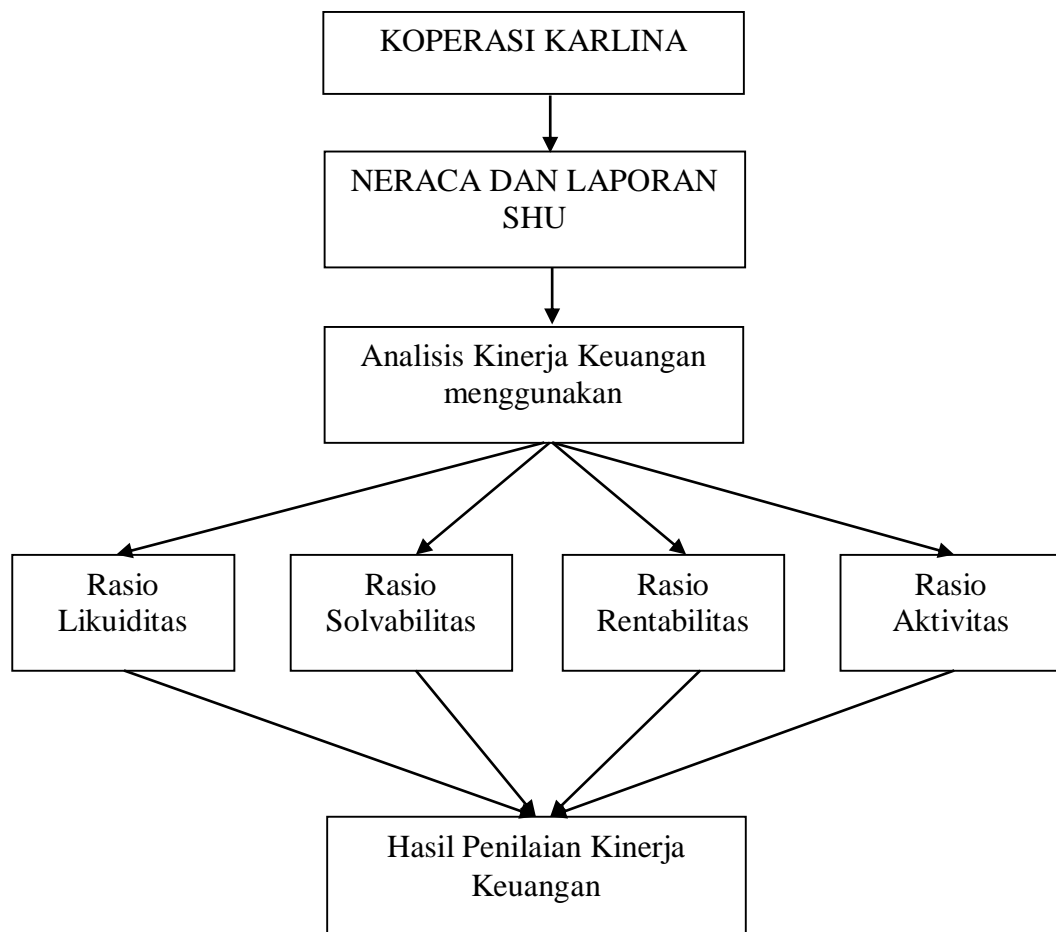 KOPERASI KARLINA
NERACA DAN LAPORAN
SHU
Analisis Kinerja Keuangan
menggunakan
Rasio
Likuiditas
Rasio
Solvabilitas
Rasio
Rentabilitas
Rasio
Aktivitas
Hasil Penilaian Kinerja
Keuangan